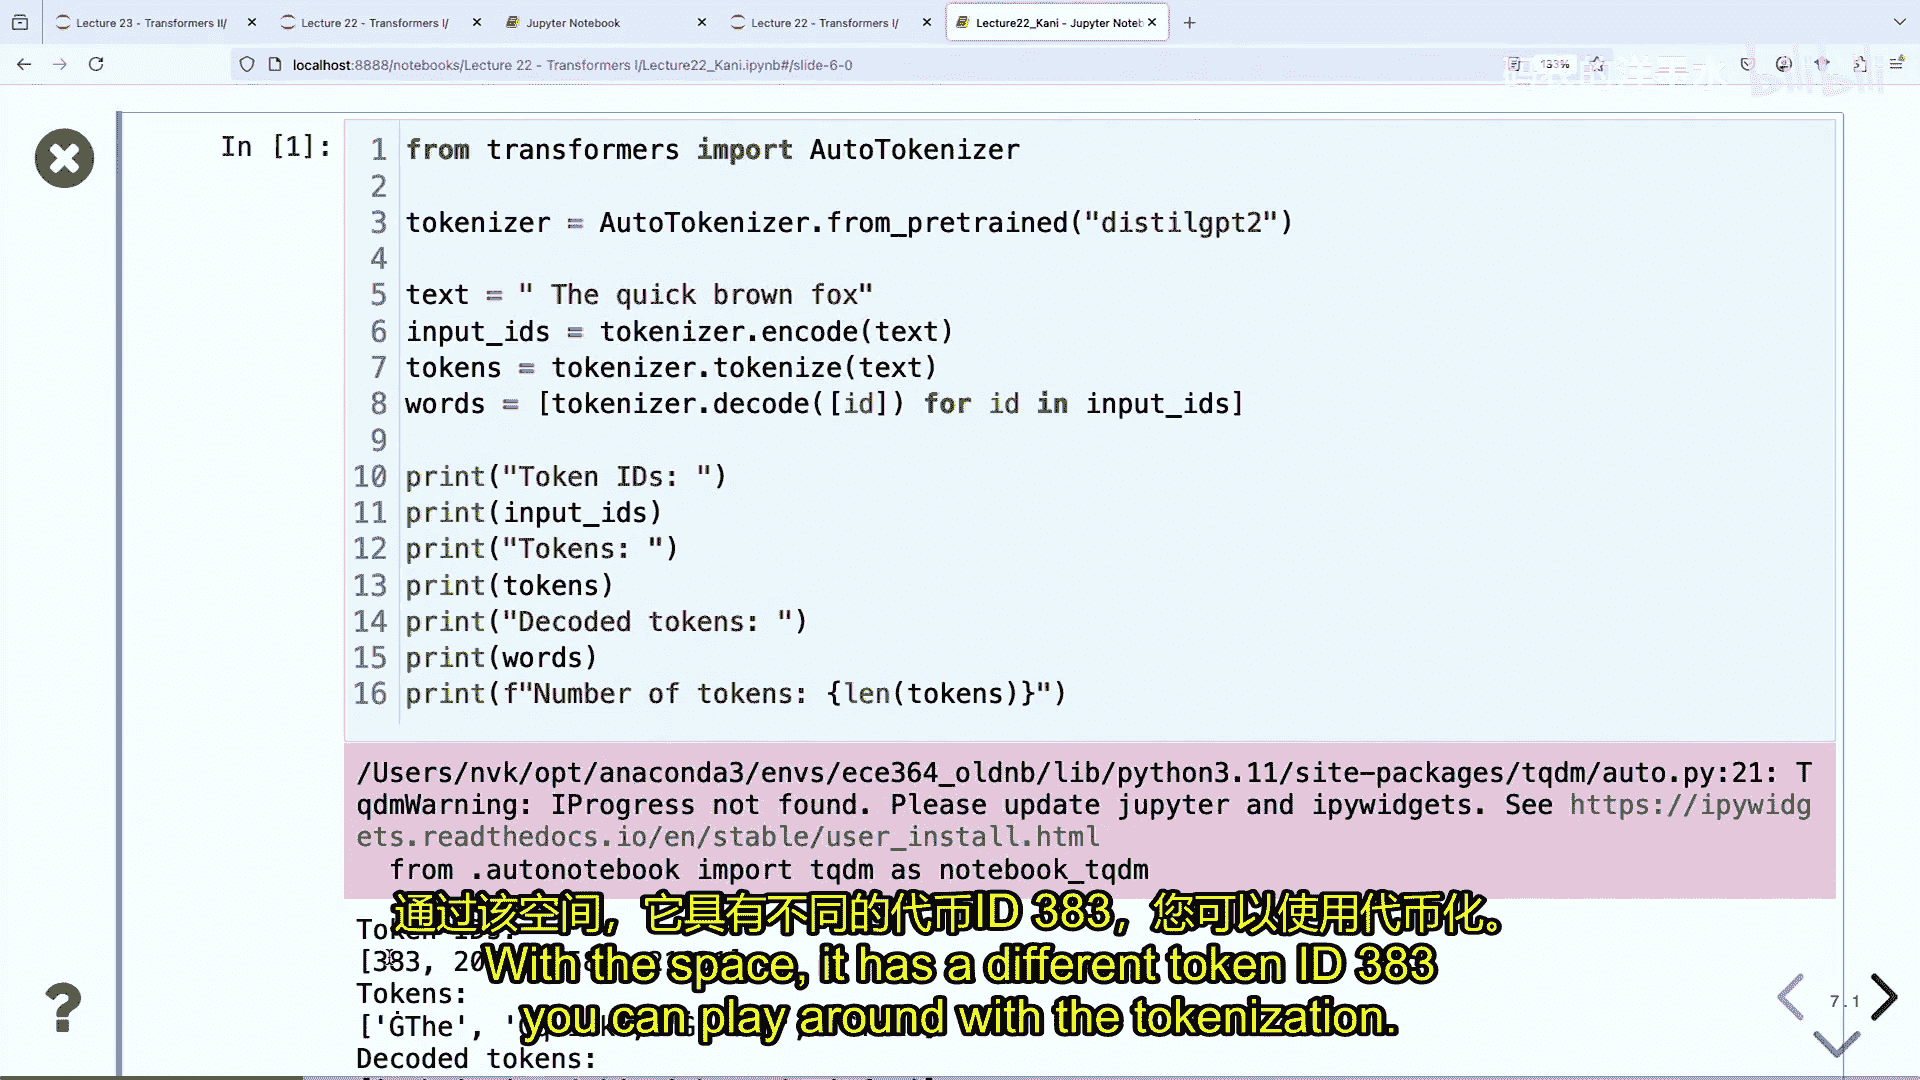 Lecture 23 - Transformers II/
Lecture 22 - Transformers I/
Jupyter Notebook
Lecture 22 - Transformers I/
Lecture22_Kani - Jupyter Noteb
localhost:8888/notebooks/Lecture 22 - Transformers I/Lecture22_Kani.ipynb#/slide-6-0
133%
In [1]:
1 from transformers import AutoTokenizer
2
3 tokenizer = AutoTokenizer.from_pretrained("distilgpt2")
4
5 text = " The quick brown fox"
6 input_ids = tokenizer.encode(text)
7 tokens = tokenizer.tokenize(text)
8 words = [tokenizer.decode([id]) for id in input_ids]
9
10 print("Token IDs: ")
11 print(input_ids)
12 print("Tokens: ")
13 print(tokens)
14 print("Decoded tokens: ")
15 print(words)
16 print(f"Number of tokens: {len(tokens)}")
/Users/nvk/opt/anaconda3/envs/ece364_oldnb/lib/python3.11/site-packages/tqdm/auto.py:21: T
qdmWarning: IProgress not found. Please update jupyter and ipywidgets. See https://ipywidg
ets.readthedocs.io/en/stable/user_install.html
from .autonotebook import tqdm as notebook_tqdm
通过该空间，它具有不同的代币ID 383，您可以使用代币化。
Token IDs:
[383, 20
With the space, it has a different token ID 383
Tokens:
['ĠThe', '
you can play around with the tokenization.
Decoded tokens:
7.1